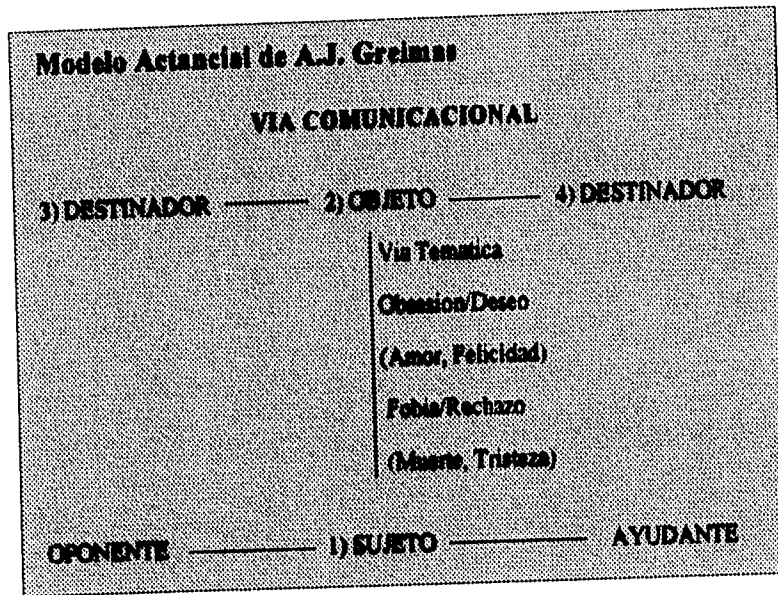 Modelo Actancial de A.J. Greimas
VIA COMUNICACIONAL
3) DESTINADOR 2) OBJETO 4) DESTINADOR
Via Tematica
Obsession/Deseo
(Amor, Felicidad)
Fobia/Rechazo
(Muerte, Tristeza)
OPONENTE 1) SUJETO AYUDANTE